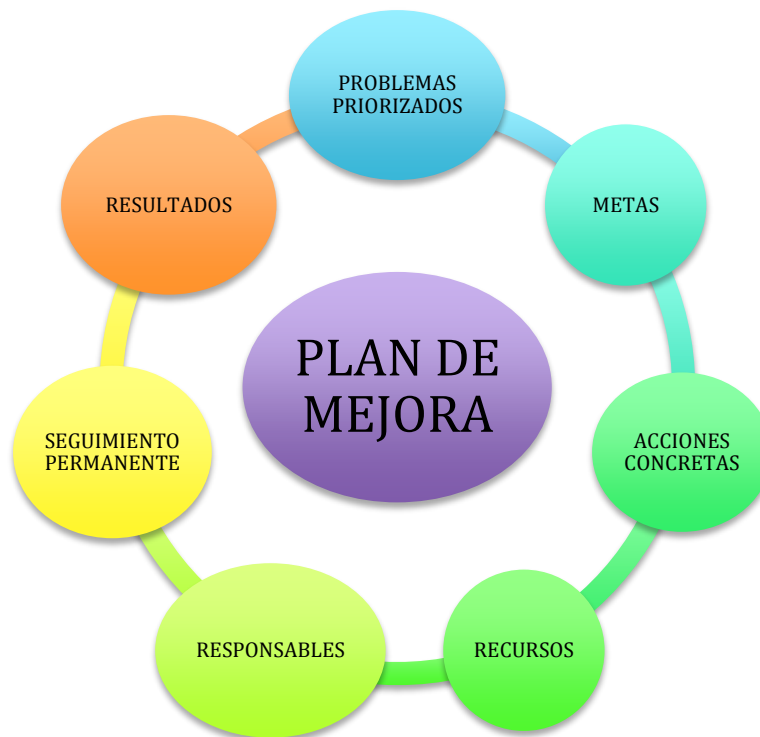 PROBLEMAS
PRIORIZADOS
METAS
ACCIONES
CONCRETAS
RECURSOS
RESPONSABLES
SEGUIMIENTO
PERMANENTE
RESULTADOS
PLAN DE
MEJORA